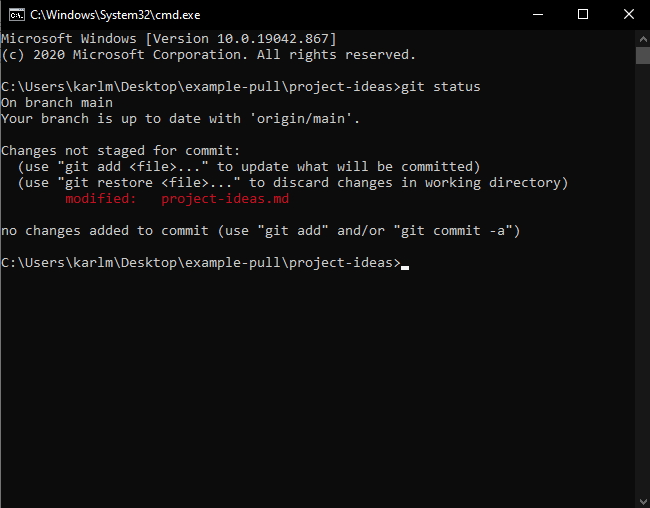 C:\Windows\System32\cmd.exe
Microsoft Windows [Version 10.0.19042.867]
(c) 2020 Microsoft Corporation. All rights reserved.
C:\Users\karlm\Desktop\example-pull\project-ideas>git status
On branch main
Your branch is up to date with 'origin/main'.
Changes not staged for commit:
  (use "git add <file>..." to update what will be committed)
  (use "git restore <file>..." to discard changes in working directory)
        modified:   project-ideas.md
no changes added to commit (use "git add" and/or "git commit -a")
C:\Users\karlm\Desktop\example-pull\project-ideas>